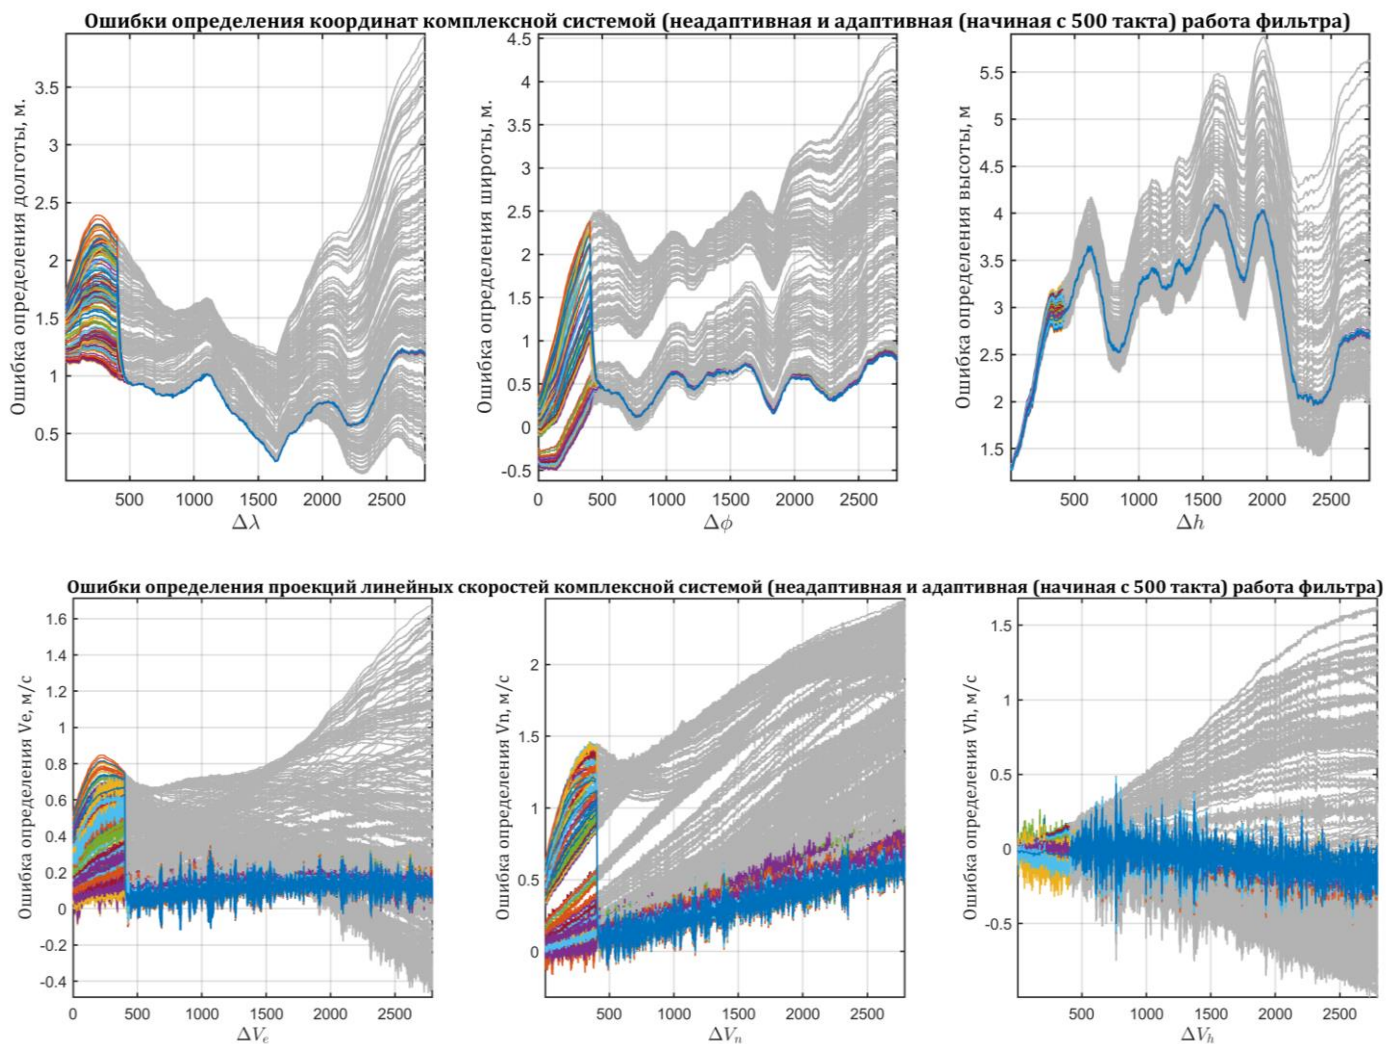 Ошибки определения координат комплексной системой (неадаптивная и адаптивная (начиная с 500 такта) работа фильтра)
Ошибка определения долготы, м.
3.5
3
2.5
2
1.5
1
0.5
500 1000 1500 2000 2500
Δλ
Ошибка определения широты, м.
4.5
4
3.5
3
2.5
2
1.5
1
0.5
0
-0.5
0 500 1000 1500 2000 2500
Δϕ
Ошибка определения высоты, м
5.5
5
4.5
4
3.5
3
2.5
2
1.5
500 1000 1500 2000 2500
Δh
Ошибки определения проекций линейных скоростей комплексной системой (неадаптивная и адаптивная (начиная с 500 такта) работа фильтра)
Ошибка определения Ve, м/с
1.6
1.4
1.2
1
0.8
0.6
0.4
0.2
0
-0.2
-0.4
0 500 1000 1500 2000 2500
ΔVe
Ошибка определения Vn, м/с
2
1.5
1
0.5
0
500 1000 1500 2000 2500
ΔVn
Ошибка определения Vh, м/с
1.5
1
0.5
0
-0.5
500 1000 1500 2000 2500
ΔVh